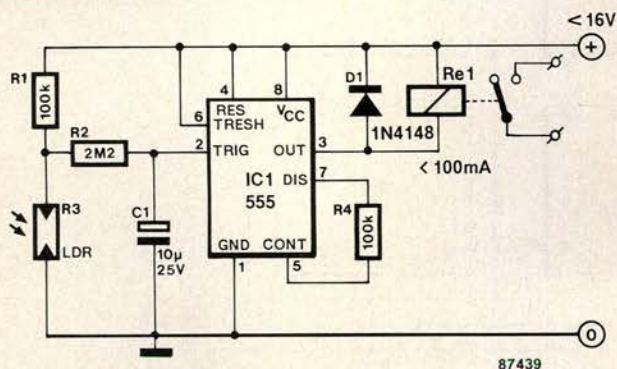 < 16V
R1
100k
R2
2M2
R3
LDR
C1
10µ
25V
4
8
RES
TRESH
VCC
6
2
TRIG
OUT
3
IC1
555
DIS
7
GND
CONT
1
5
R4
100k
D1
1N4148
Re1
< 100mA
+
0
87439